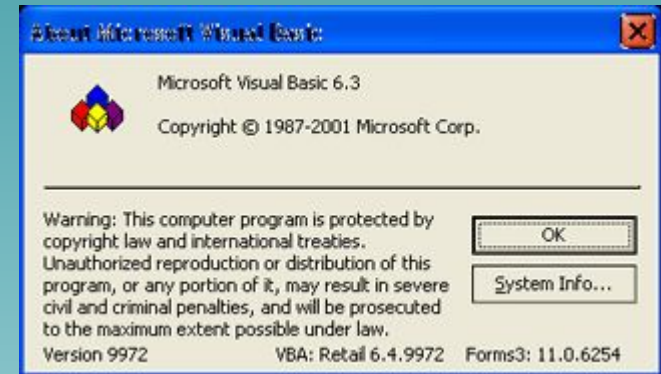 About Microsoft Visual Basic
Microsoft Visual Basic 6.3
Copyright © 1987-2001 Microsoft Corp.
Warning: This computer program is protected by
copyright law and international treaties.
Unauthorized reproduction or distribution of this
program, or any portion of it, may result in severe
civil and criminal penalties, and will be prosecuted
to the maximum extent possible under law.
OK
System Info...
Version 9972 VBA: Retail 6.4.9972 Forms3: 11.0.6254